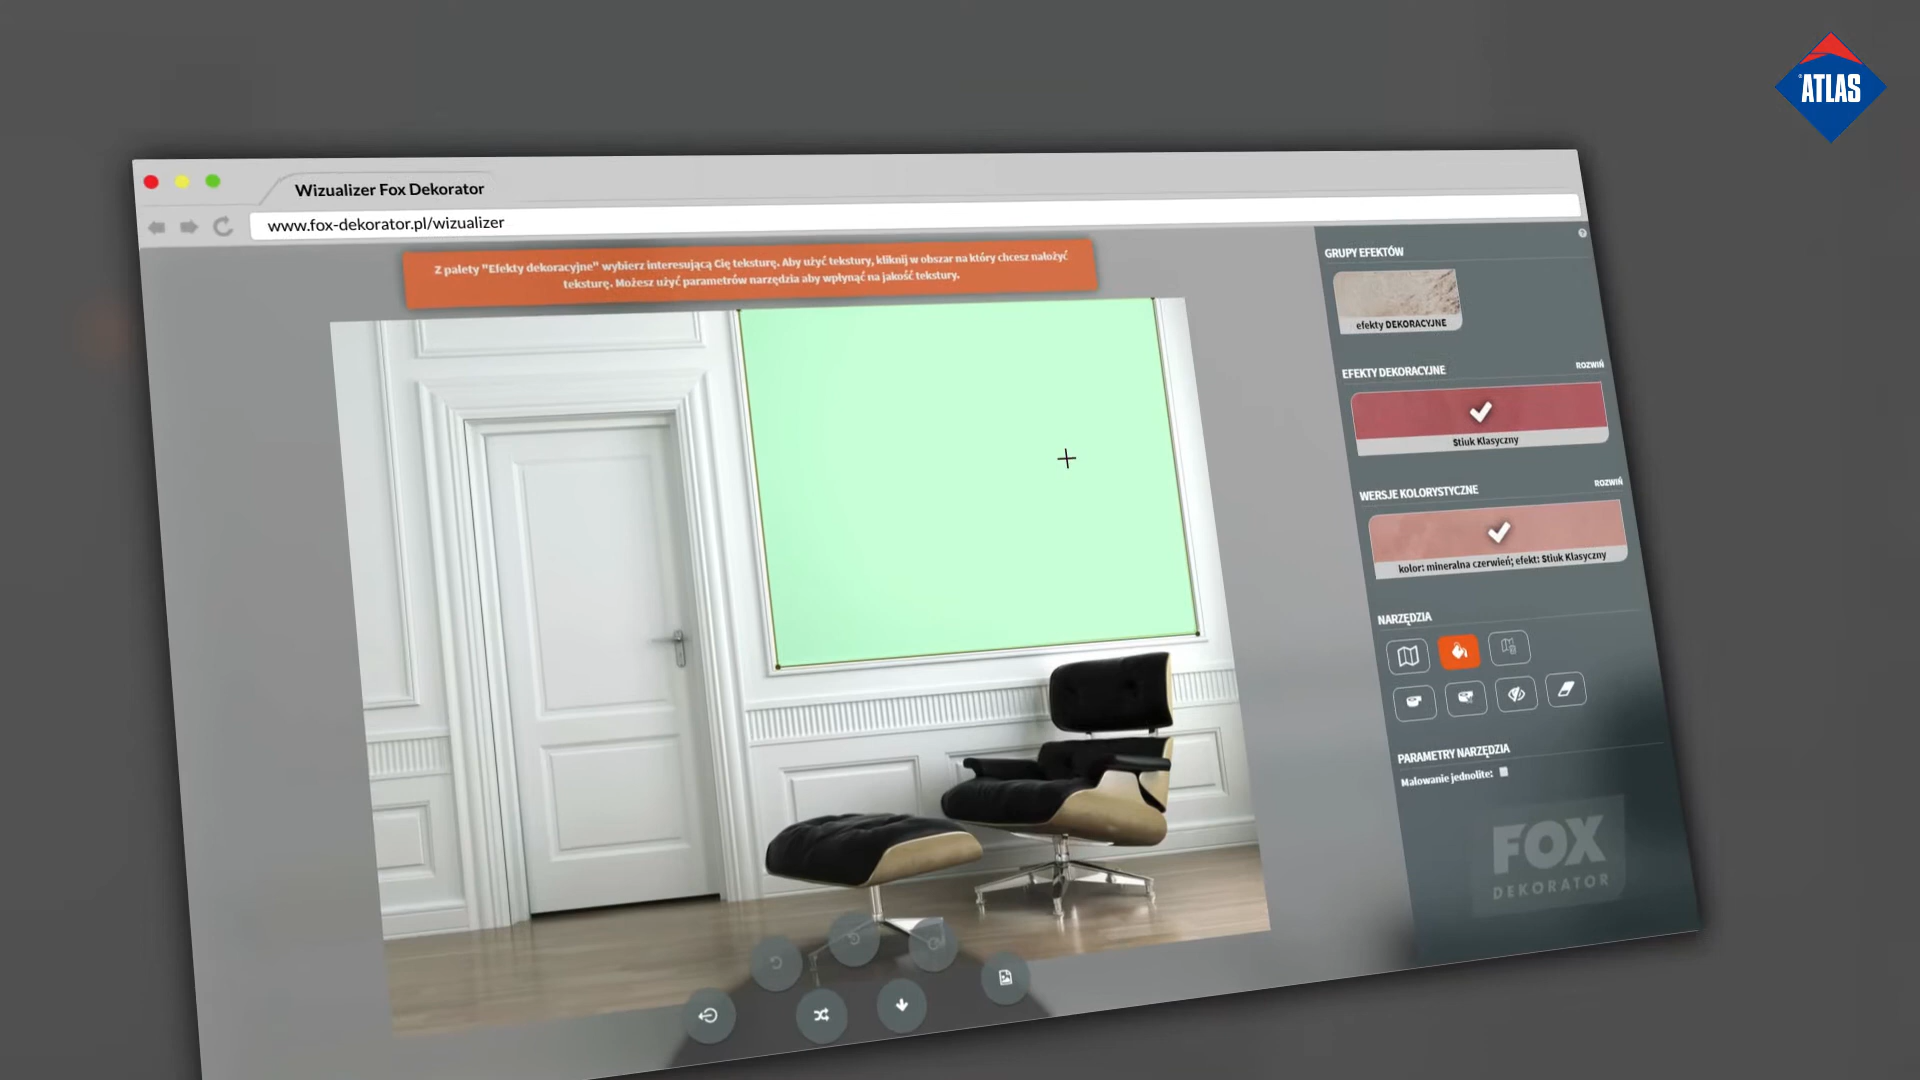 ATLAS
Wizualizer Fox Dekorator
www.fox-dekorator.pl/wizualizer
Z palety "Efekty dekoracyjne" wybierz interesującą Cię teksturę. Aby użyć tekstury, kliknij w obszar na który chcesz nałożyć
teksturę. Możesz użyć parametrów narzędzia aby wpłynąć na jakość tekstury.
GRUPY EFEKTÓW
efekty DEKORACYJNE
EFEKTY DEKORACYJNE
ROZWIŃ
Stiuk Klasyczny
WERSJE KOLORYSTYCZNE
ROZWIŃ
kolor: mineralna czerwień; efekt: Stiuk Klasyczny
NARZĘDZIA
PARAMETRY NARZĘDZIA
Malowanie jednolite:
FOX
DEKORATOR